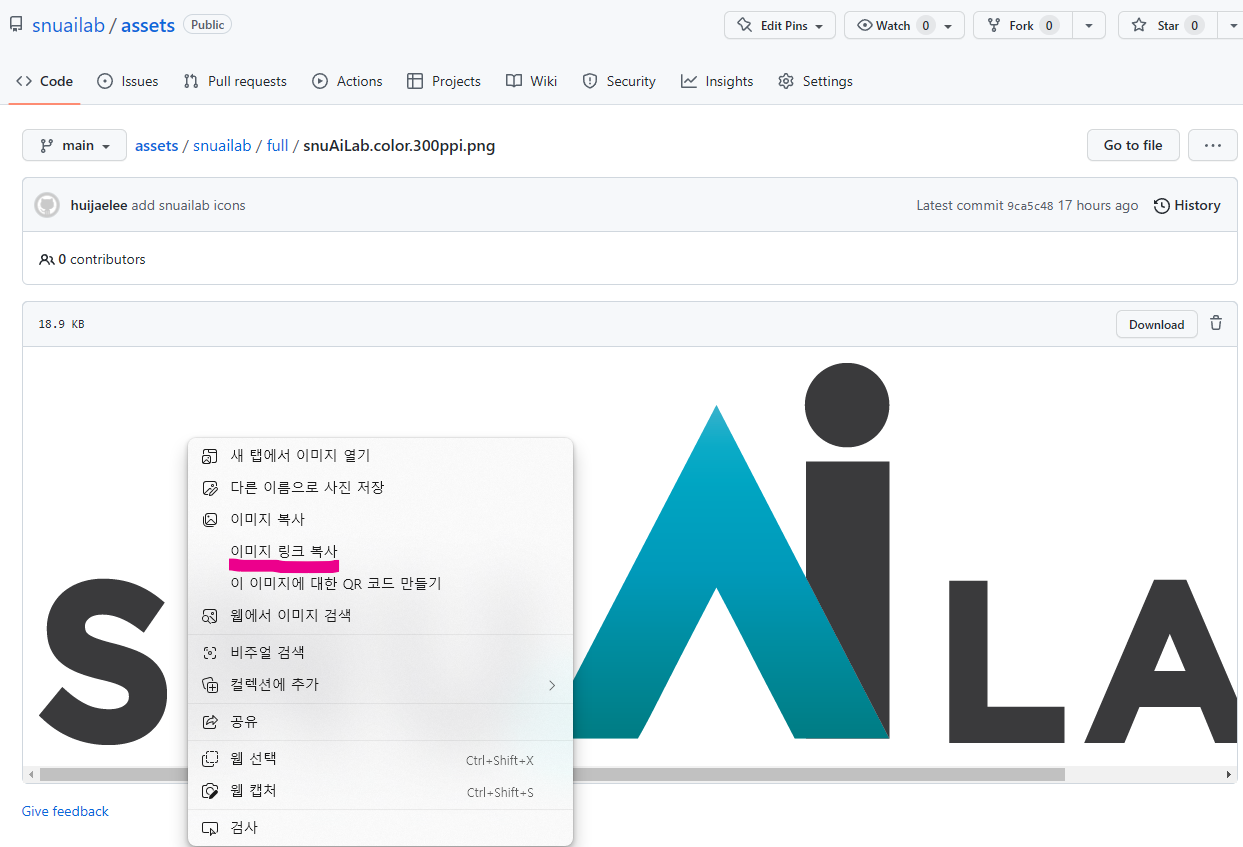 snuailab / assets Public Edit Pins Watch 0 Fork 0 Star 0
Code Issues Pull requests Actions Projects Wiki Security Insights Settings
main assets / snuailab / full / snuAiLab.color.300ppi.png Go to file ...
huijaelee add snuailab icons Latest commit 9ca5c48 17 hours ago History
0 contributors
18.9 KB Download
S Ai LA
새 탭에서 이미지 열기
다른 이름으로 사진 저장
이미지 복사
이미지 링크 복사
이 이미지에 대한 QR 코드 만들기
웹에서 이미지 검색
비주얼 검색
컬렉션에 추가
공유
웹 선택 Ctrl+Shift+X
웹 캡처 Ctrl+Shift+S
검사
Give feedback